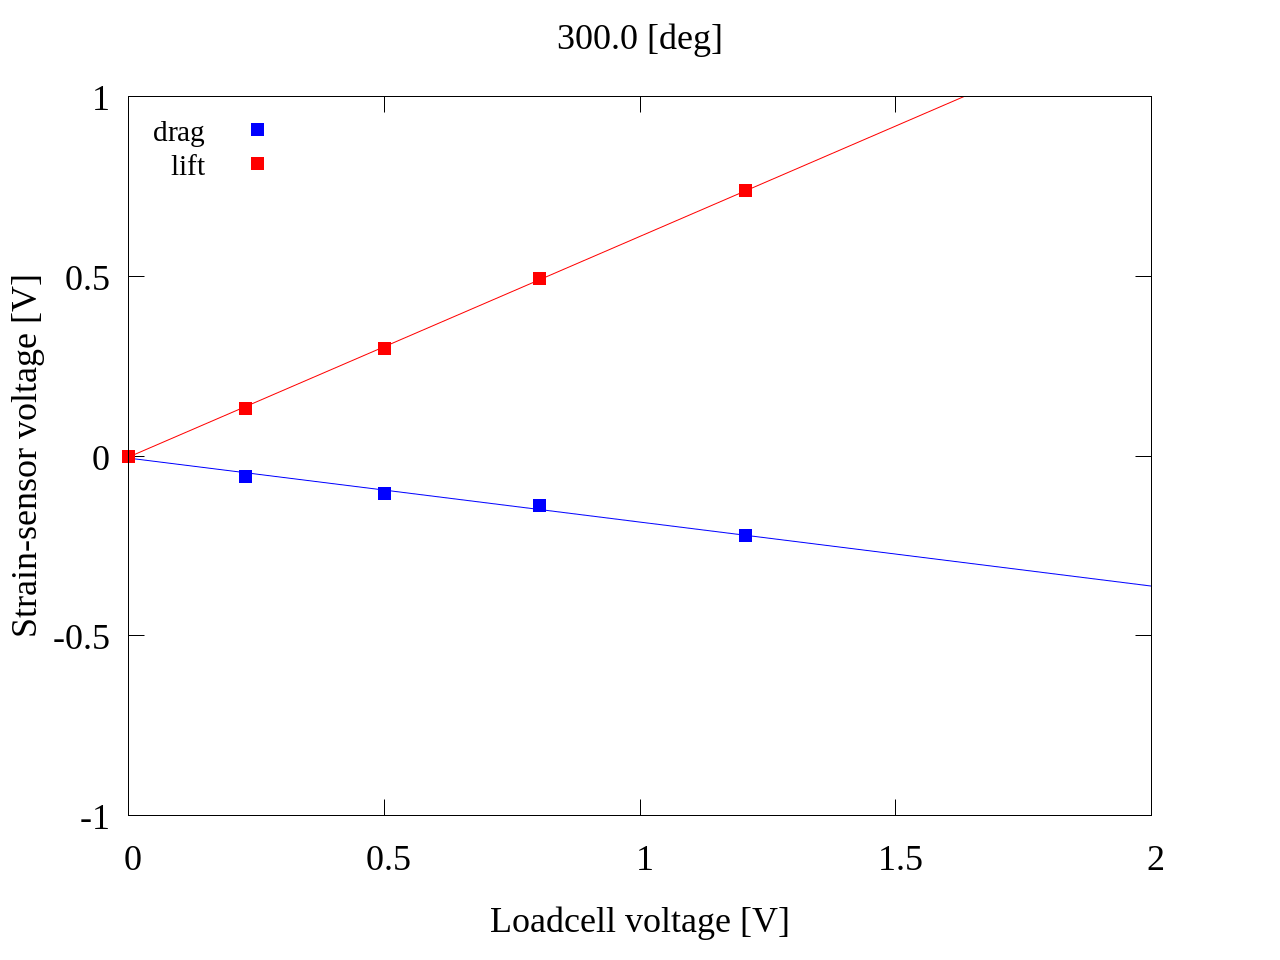 300.0 [deg]
drag
lift
1
0.5
0
-0.5
-1
Strain-sensor voltage [V]
0 0.5 1 1.5 2
Loadcell voltage [V]